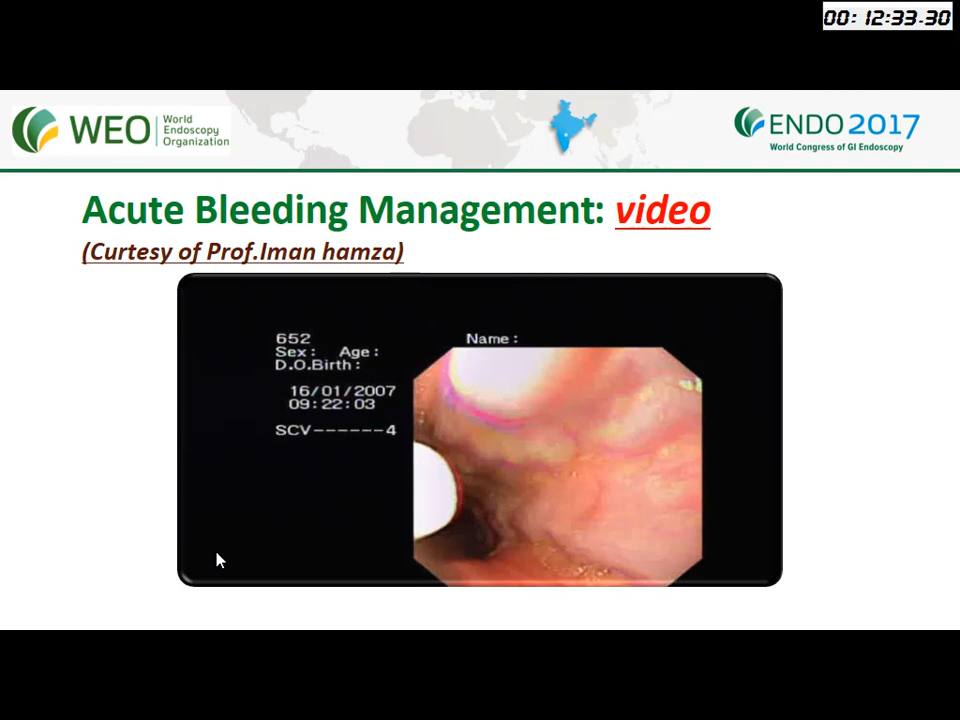 00:12:33.30
WEO
World
Endoscopy
Organization
ENDO 2017
World Congress of GI Endoscopy
Acute Bleeding Management: video
(Curtesy of Prof.Iman hamza)
652
Name :
Sex : Age :
D.O.Birth :
16/01/2007
09:22:03
SCV------4